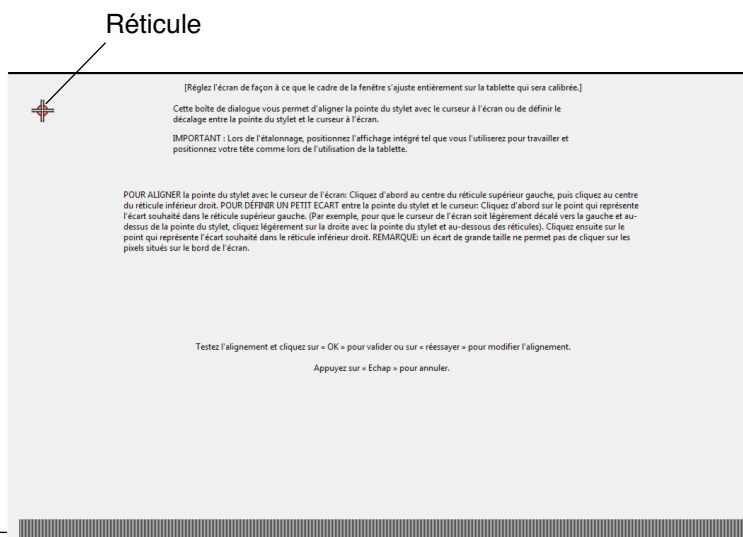 Réticule
[Réglez l'écran de façon à ce que le cadre de la fenêtre s'ajuste entièrement sur la tablette qui sera calibrée.]
Cette boîte de dialogue vous permet d'aligner la pointe du stylet avec le curseur à l'écran ou de définir le
décalage entre la pointe du stylet et le curseur à l'écran.
IMPORTANT : Lors de l'étalonnage, positionnez l'affichage intégré tel que vous l'utiliserez pour travailler et
positionnez votre tête comme lors de l'utilisation de la tablette.
POUR ALIGNER la pointe du stylet avec le curseur de l'écran: Cliquez d'abord au centre du réticule supérieur gauche, puis cliquez au centre
du réticule inférieur droit. POUR DÉFINIR UN PETIT ECART entre la pointe du stylet et le curseur: Cliquez d'abord sur le point qui représente
l'écart souhaité dans le réticule supérieur gauche. (Par exemple, pour que le curseur de l'écran soit légèrement décalé vers la gauche et au-
dessus de la pointe du stylet, cliquez légèrement sur la droite avec la pointe du stylet et au-dessous des réticules). Cliquez ensuite sur le
point qui représente l'écart souhaité dans le réticule inférieur droit. REMARQUE: un écart de grande taille ne permet pas de cliquer sur les
pixels situés sur le bord de l'écran.
Testez l'alignement et cliquez sur « OK » pour valider ou sur « réessayer » pour modifier l'alignement.
Appuyez sur « Echap » pour annuler.